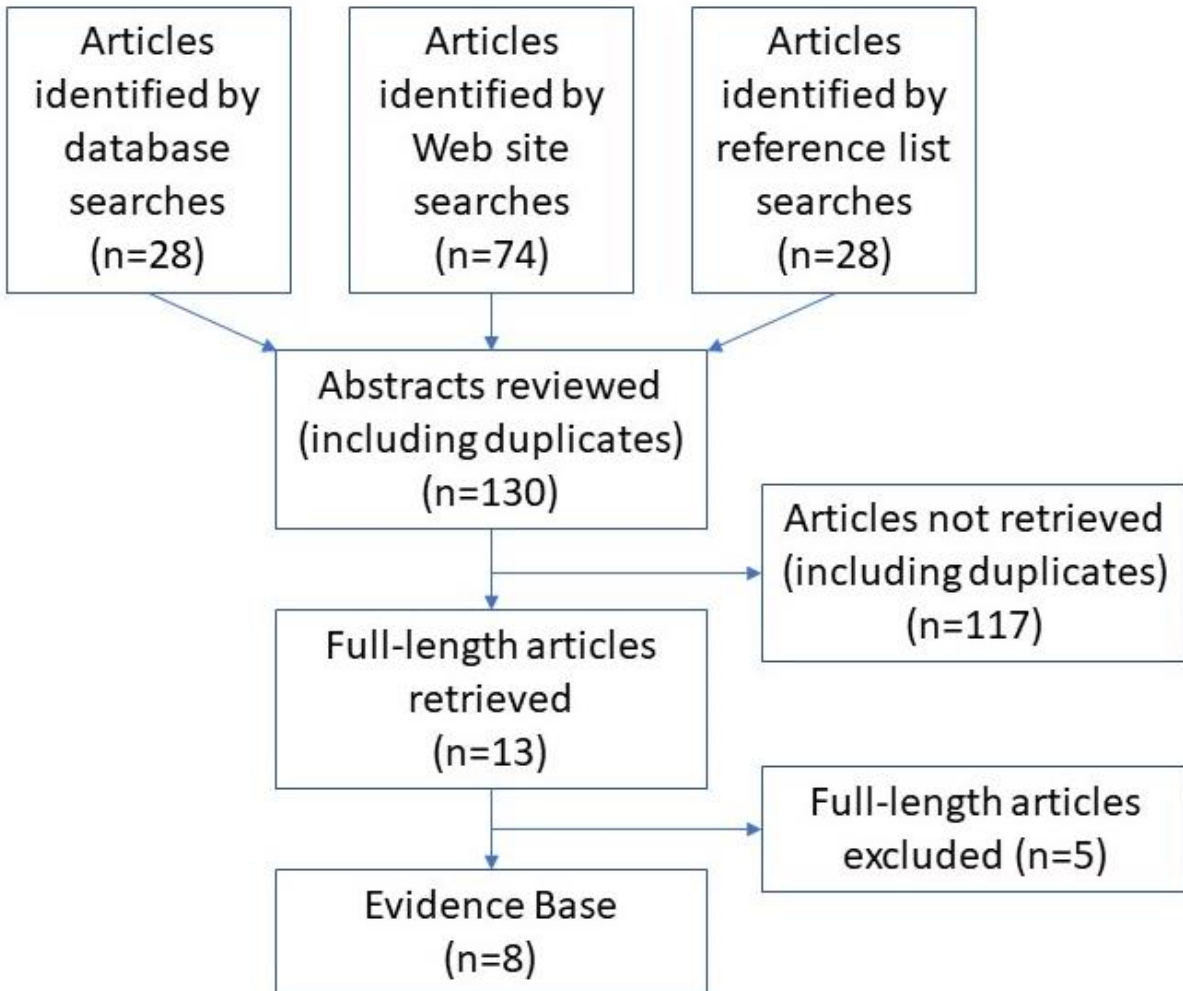 Articles
identified by
database
searches
(n=28)
Articles
identified by
Web site
searches
(n=74)
Articles
identified by
reference list
searches
(n=28)
Abstracts reviewed
(including duplicates)
(n=130)
Articles not retrieved
(including duplicates)
(n=117)
Full-length articles
retrieved
(n=13)
Full-length articles
excluded (n=5)
Evidence Base
(n=8)